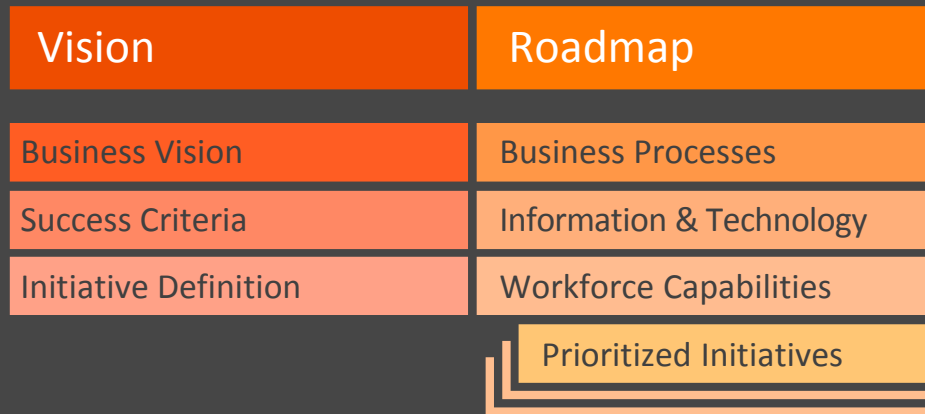 Vision
Roadmap
Business Vision
Business Processes
Success Criteria
Information & Technology
Initiative Definition
Workforce Capabilities
Prioritized Initiatives